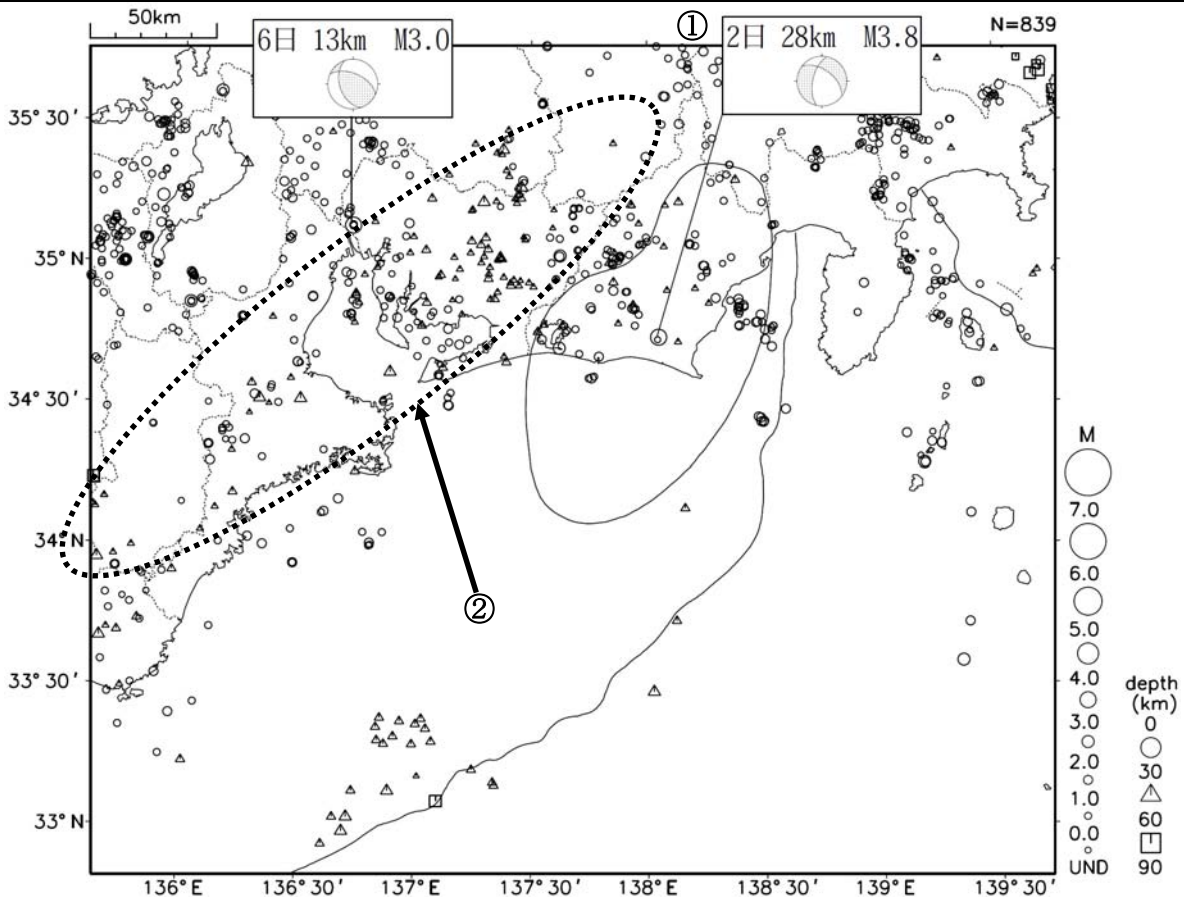 50km
6日 13km M3.0
①
2日 28km M3.8
N=839
35°30′
35°N
34°30′
34°N
33°30′
33°N
136°E
136°30′
137°E
137°30′
138°E
138°30′
139°E
139°30′
②
M
7.0
6.0
5.0
4.0
3.0
2.0
1.0
0.0
UND
depth
(km)
0
30
60
90